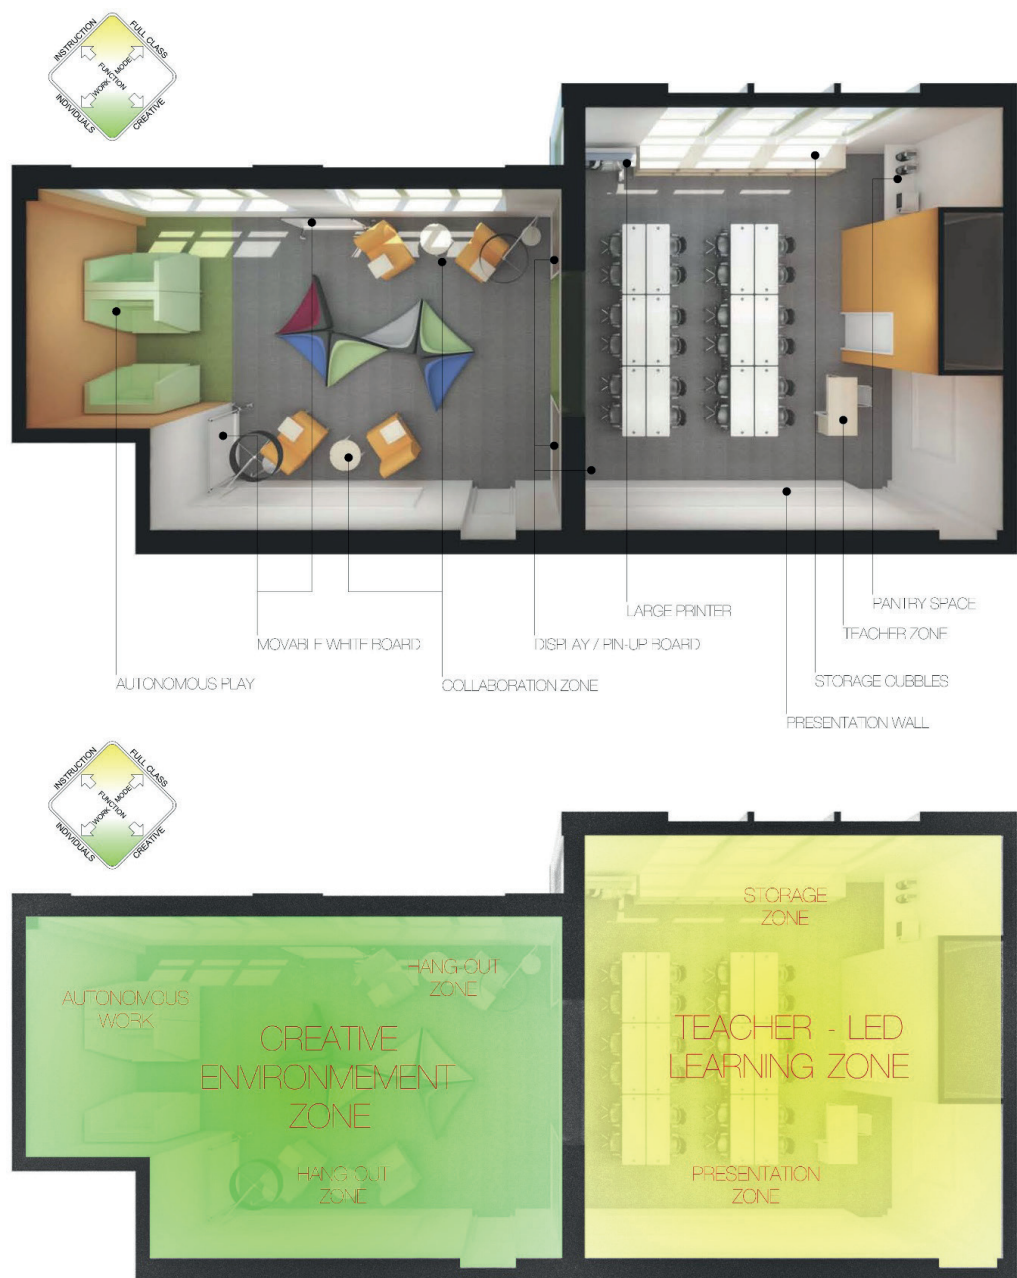 INSTRUCTION
FULL CLASS
FUNCTION
WORK MODE
INDIVIDUALS
CREATIVE
LARGE PRINTER
PANTRY SPACE
TEACHER ZONE
MOVABLE WHITE BOARD
DISPLAY / PIN-UP BOARD
AUTONOMOUS PLAY
COLLABORATION ZONE
STORAGE CUBBLES
PRESENTATION WALL
INSTRUCTION
FULL CLASS
FUNCTION
WORK MODE
INDIVIDUALS
CREATIVE
STORAGE
ZONE
HANG-OUT
ZONE
AUTONOMOUS
WORK
CREATIVE
ENVIRONMEMENT
ZONE
TEACHER - LED
LEARNING ZONE
HANG-OUT
ZONE
PRESENTATION
ZONE